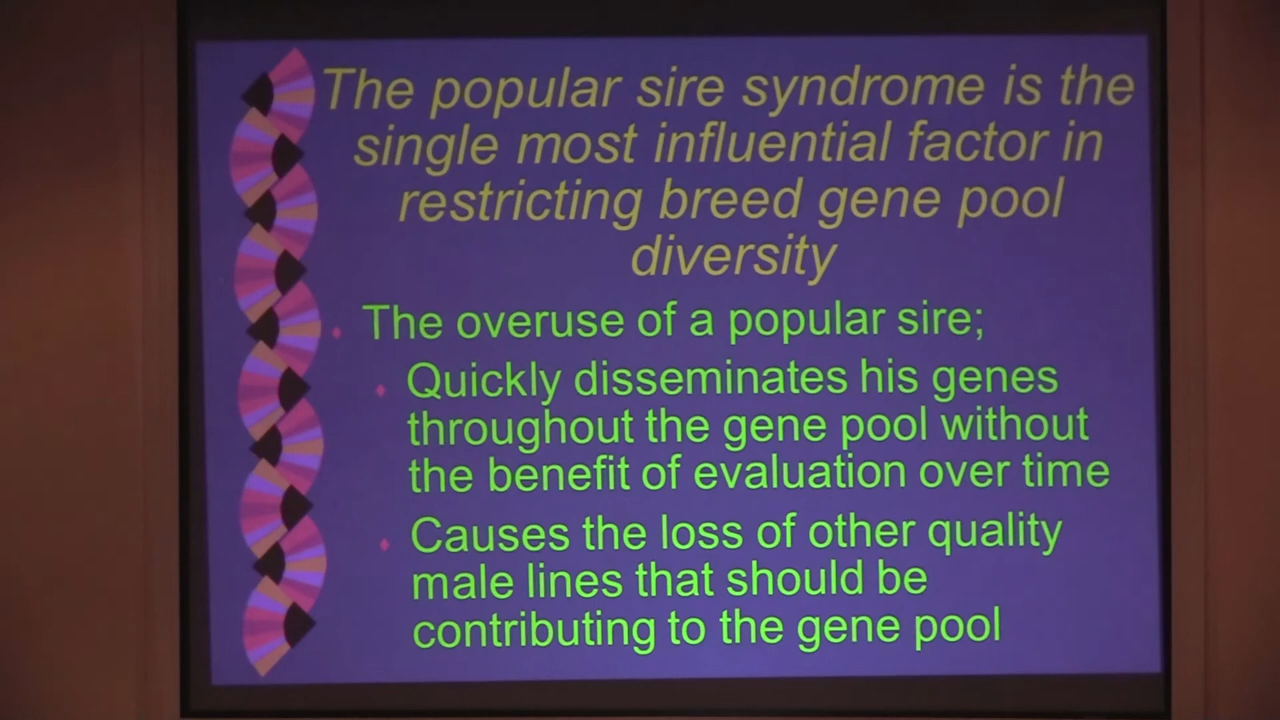 The popular sire syndrome is the
single most influential factor in
restricting breed gene pool
diversity
The overuse of a popular sire;
Quickly disseminates his genes
throughout the gene pool without
the benefit of evaluation over time
Causes the loss of other quality
male lines that should be
contributing to the gene pool